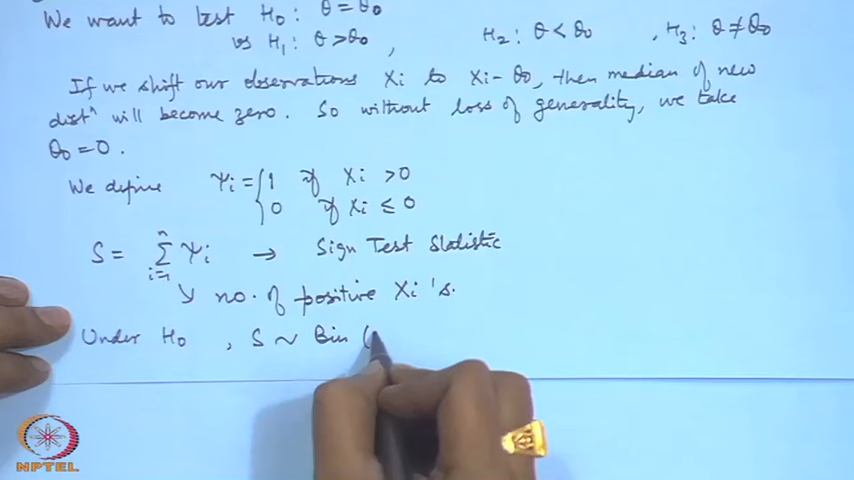 We want to test H₀: θ = θ₀
vs H₁: θ > θ₀ , H₂: θ < θ₀ , H₃: θ ≠ θ₀
If we shift our observations Xi to Xi - θ₀, then median of new
distⁿ will become zero. So without loss of generality, we take
θ₀ = 0.
We define Ψi = { 1 if Xi > 0
0 if Xi ≤ 0
S = Σ_{i=1}^{n} Ψi → Sign Test Statistic
↘ no. of positive Xi's.
Under H₀ , S ~ Bin (
NPTEL